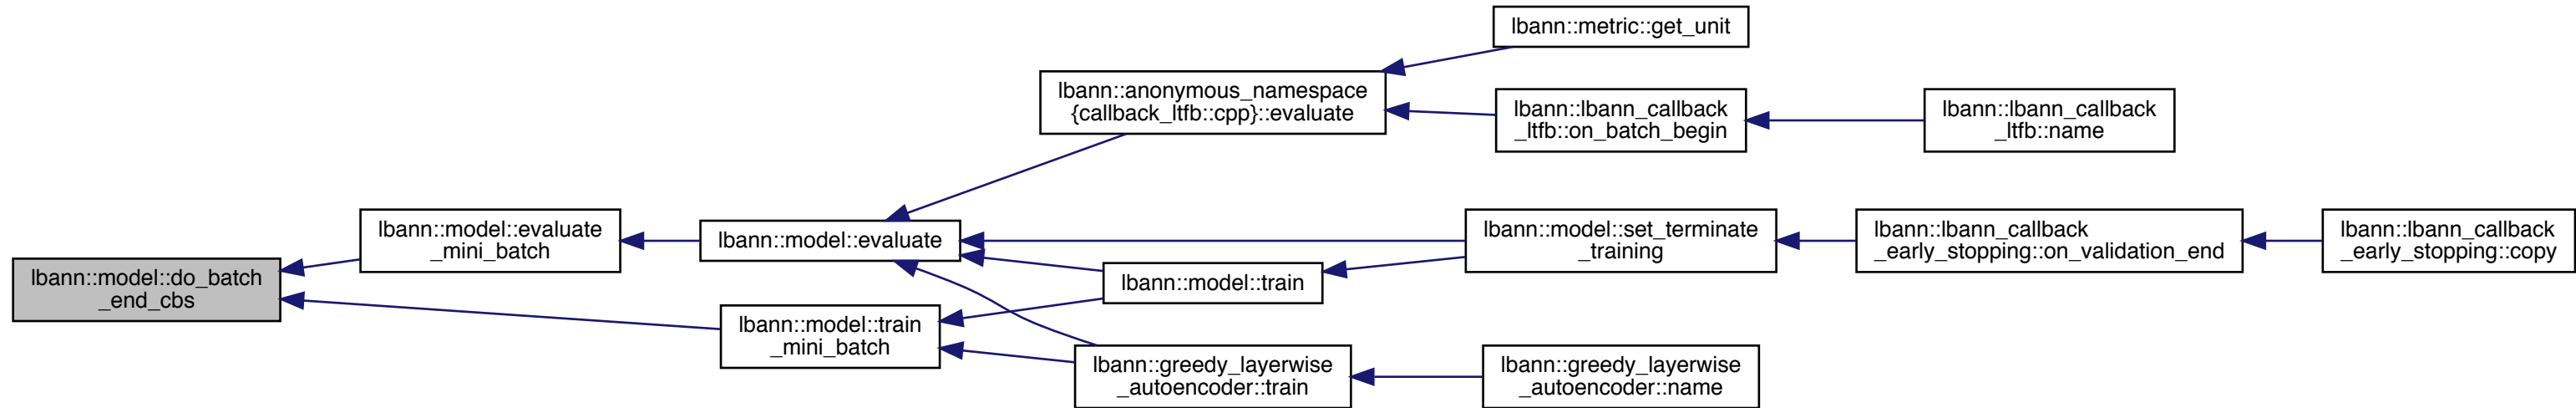 lbann::metric::get_unit
lbann::anonymous_namespace
{callback_ltfb::cpp}::evaluate
lbann::lbann_callback
_ltfb::on_batch_begin
lbann::lbann_callback
_ltfb::name
lbann::model::do_batch
_end_cbs
lbann::model::evaluate
_mini_batch
lbann::model::evaluate
lbann::model::set_terminate
_training
lbann::lbann_callback
_early_stopping::on_validation_end
lbann::lbann_callback
_early_stopping::copy
lbann::model::train
lbann::model::train
_mini_batch
lbann::greedy_layerwise
_autoencoder::train
lbann::greedy_layerwise
_autoencoder::name